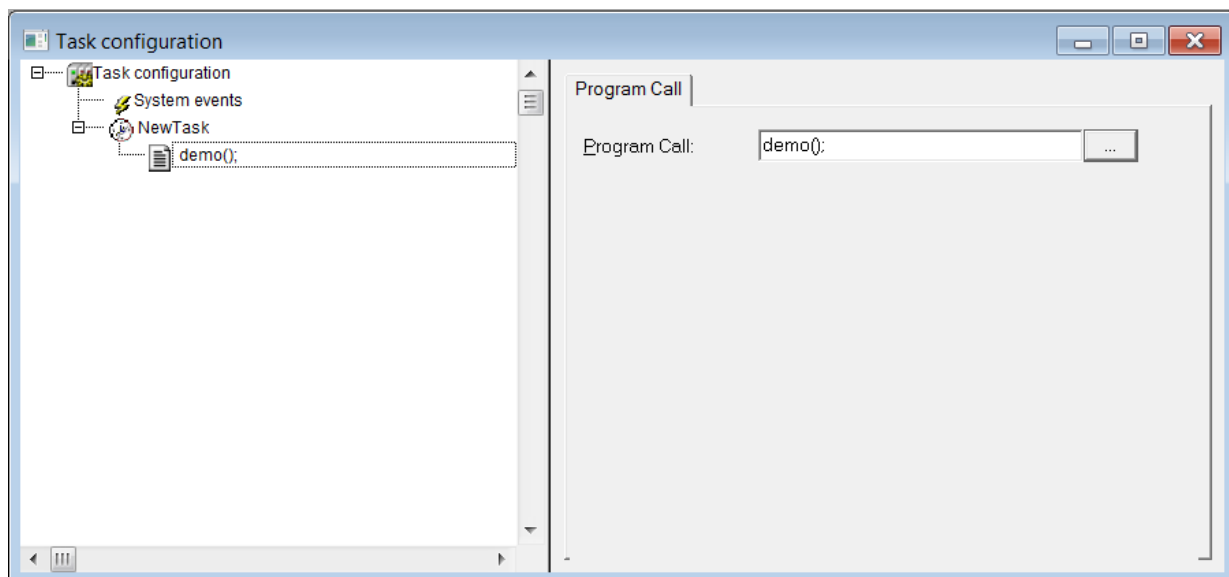 Task configuration
Task configuration
System events
NewTask
demo();
Program Call
Program Call:
demo();
...